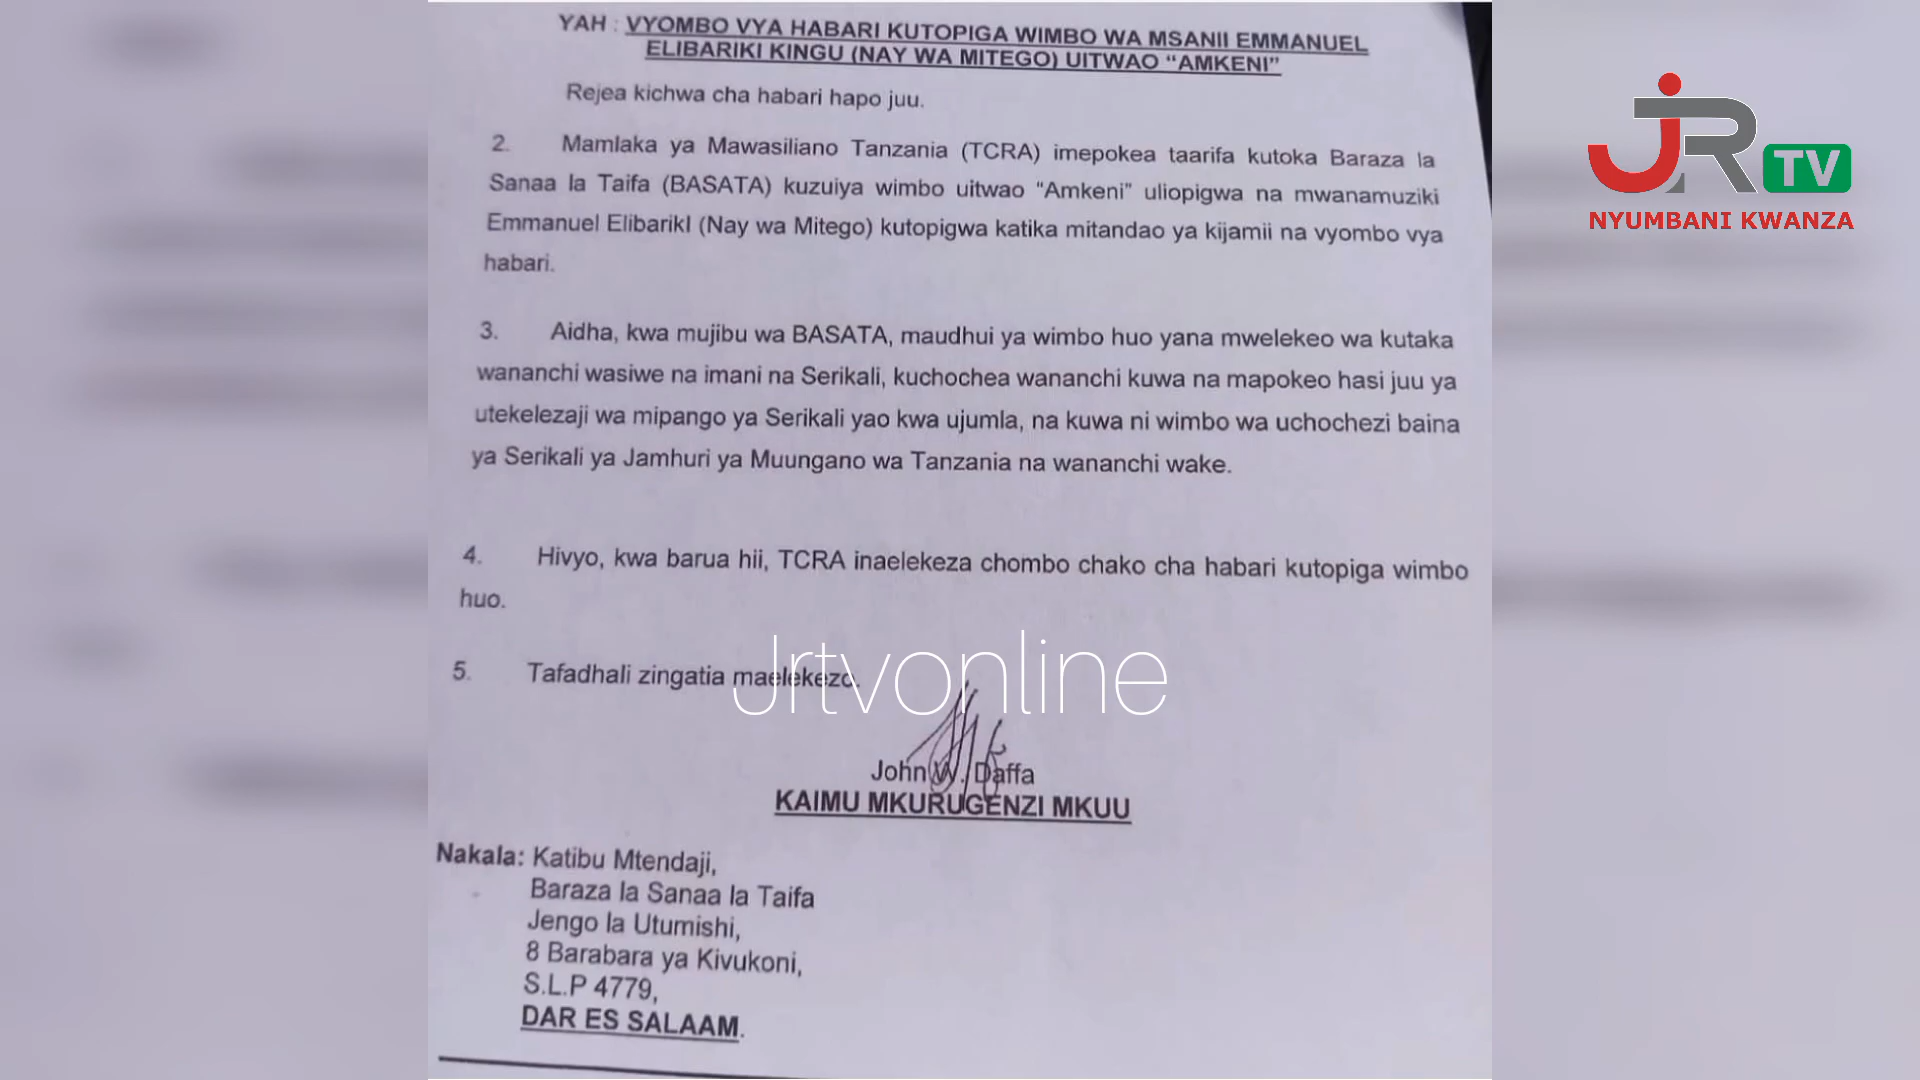 YAH : VYOMBO VYA HABARI KUTOPIGA WIMBO WA MSANII EMMANUEL
ELIBARIKI KINGU (NAY WA MITEGO) UITWAO “AMKENI”
Rejea kichwa cha habari hapo juu.
2. Mamlaka ya Mawasiliano Tanzania (TCRA) imepokea taarifa kutoka Baraza la
Sanaa la Taifa (BASATA) kuzuiya wimbo uitwao “Amkeni” uliopigwa na mwanamuziki
Emmanuel Elibarikl (Nay wa Mitego) kutopigwa katika mitandao ya kijamii na vyombo vya
habari.
3. Aidha, kwa mujibu wa BASATA, maudhui ya wimbo huo yana mwelekeo wa kutaka
wananchi wasiwe na imani na Serikali, kuchochea wananchi kuwa na mapokeo hasi juu ya
utekelezaji wa mipango ya Serikali yao kwa ujumla, na kuwa ni wimbo wa uchochezi baina
ya Serikali ya Jamhuri ya Muungano wa Tanzania na wananchi wake.
4. Hivyo, kwa barua hii, TCRA inaelekeza chombo chako cha habari kutopiga wimbo
huo.
5. Tafadhali zingatia maelekezo.
Jrtvonline
John W. Daffa
KAIMU MKURUGENZI MKUU
Nakala: Katibu Mtendaji,
Baraza la Sanaa la Taifa
Jengo la Utumishi,
8 Barabara ya Kivukoni,
S.L.P 4779,
DAR ES SALAAM.
JR TV
NYUMBANI KWANZA